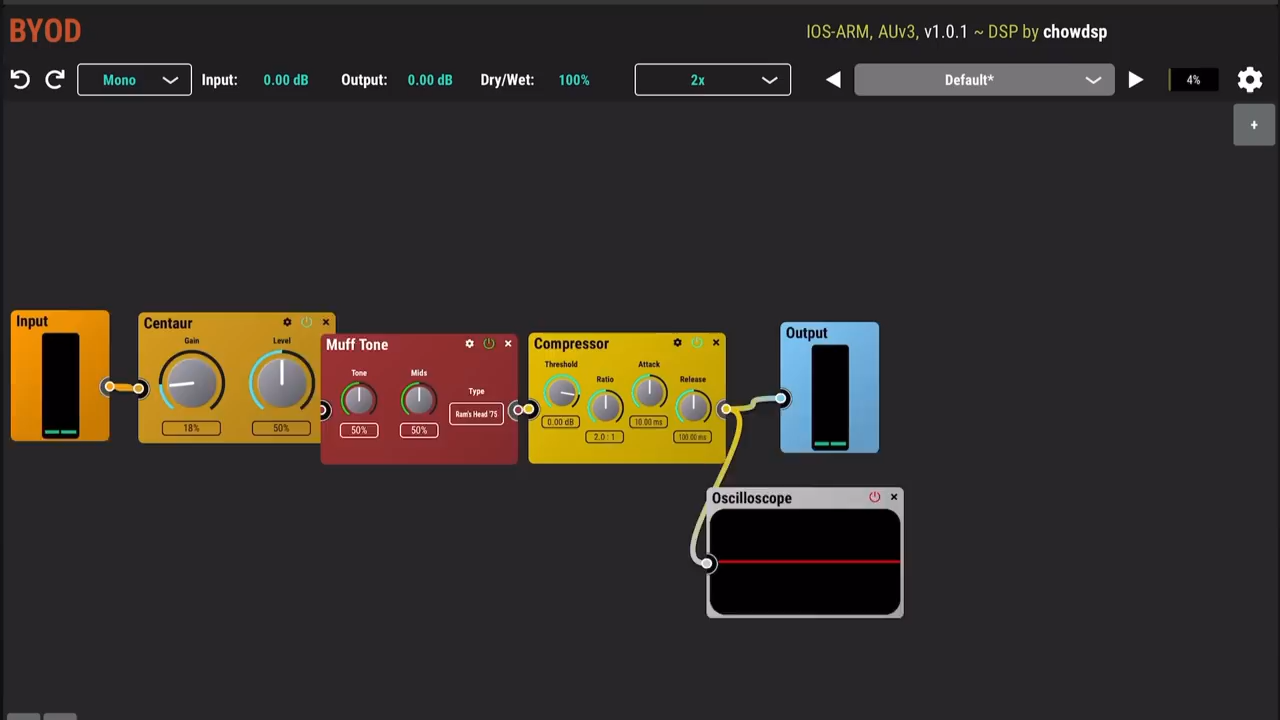 BYOD
IOS-ARM, AUv3, v1.0.1 ~ DSP by chowdsp
Mono Input: 0.00 dB Output: 0.00 dB Dry/Wet: 100% 2x Default* 4%
+
Input
Centaur
Gain Level
18% 50%
Muff Tone
Tone Mids Type
Ram's Head '75
50% 50%
Compressor
Threshold Ratio Attack Release
0.00 dB 2.0 : 1 10.00 ms 100.00 ms
Output
Oscilloscope